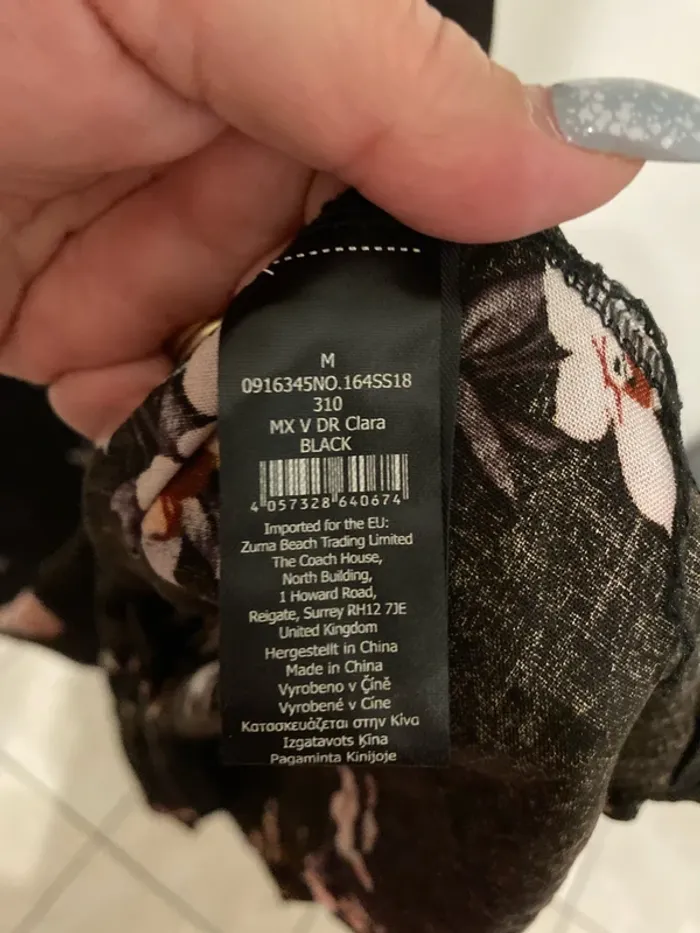 M
0916345NO.164SS18
310
MX V DR Clara
BLACK
4 057328 640674
Imported for the EU:
Zuma Beach Trading Limited
The Coach House,
North Building,
1 Howard Road,
Reigate, Surrey RH12 7JE
United Kingdom
Hergestellt in China
Made in China
Vyrobeno v Číně
Vyrobené v Cíne
Κατασκευάζεται στην Κίνα
Izgatavots Ķīna
Pagaminta Kinijoje